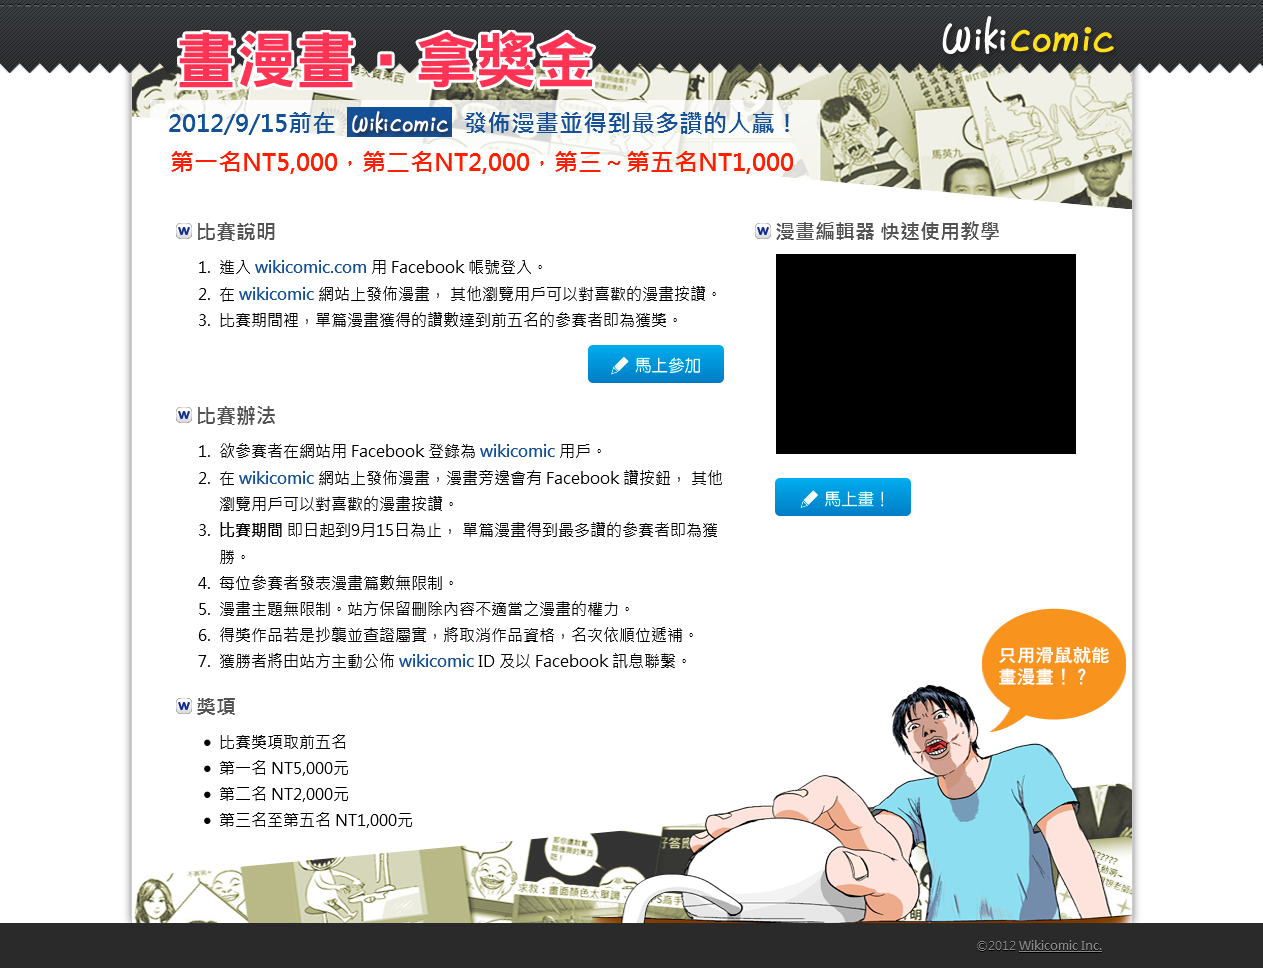 Wikicomic
畫漫畫・拿獎金
2012/9/15前在 Wikicomic 發佈漫畫並得到最多讚的人贏！
第一名NT5,000，第二名NT2,000，第三～第五名NT1,000
馬英九
W 比賽說明
1. 進入 wikicomic.com 用 Facebook 帳號登入。
2. 在 wikicomic 網站上發佈漫畫， 其他瀏覽用戶可以對喜歡的漫畫按讚。
3. 比賽期間裡，單篇漫畫獲得的讚數達到前五名的參賽者即為獲獎。
馬上參加
W 比賽辦法
1. 欲參賽者在網站用 Facebook 登錄為 wikicomic 用戶。
2. 在 wikicomic 網站上發佈漫畫，漫畫旁邊會有 Facebook 讚按鈕， 其他
瀏覽用戶可以對喜歡的漫畫按讚。
3. 比賽期間 即日起到9月15日為止， 單篇漫畫得到最多讚的參賽者即為獲
勝。
4. 每位參賽者發表漫畫篇數無限制。
5. 漫畫主題無限制。站方保留刪除內容不適當之漫畫的權力。
6. 得獎作品若是抄襲並查證屬實，將取消作品資格，名次依順位遞補。
7. 獲勝者將由站方主動公佈 wikicomic ID 及以 Facebook 訊息聯繫。
W 獎項
● 比賽獎項取前五名
● 第一名 NT5,000元
● 第二名 NT2,000元
● 第三名至第五名 NT1,000元
W 漫畫編輯器 快速使用教學
馬上畫！
只用滑鼠就能
畫漫畫！？
求救：畫面顏色太單調
©2012 Wikicomic Inc.